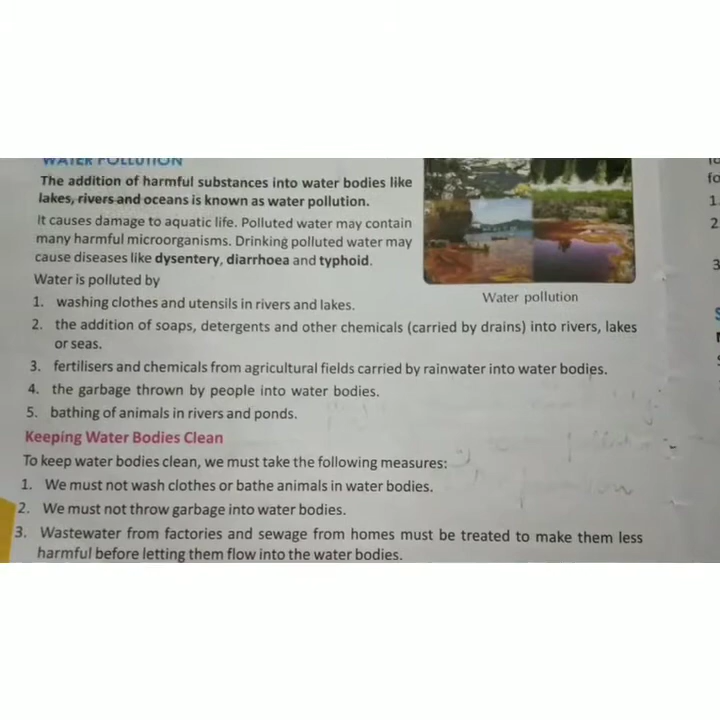 WATER POLLUTION
The addition of harmful substances into water bodies like
lakes, rivers and oceans is known as water pollution.
It causes damage to aquatic life. Polluted water may contain
many harmful microorganisms. Drinking polluted water may
cause diseases like dysentery, diarrhoea and typhoid.
Water pollution
Water is polluted by
1. washing clothes and utensils in rivers and lakes.
2. the addition of soaps, detergents and other chemicals (carried by drains) into rivers, lakes
or seas.
3. fertilisers and chemicals from agricultural fields carried by rainwater into water bodies.
4. the garbage thrown by people into water bodies.
5. bathing of animals in rivers and ponds.
Keeping Water Bodies Clean
To keep water bodies clean, we must take the following measures:
1. We must not wash clothes or bathe animals in water bodies.
2. We must not throw garbage into water bodies.
3. Wastewater from factories and sewage from homes must be treated to make them less
harmful before letting them flow into the water bodies.